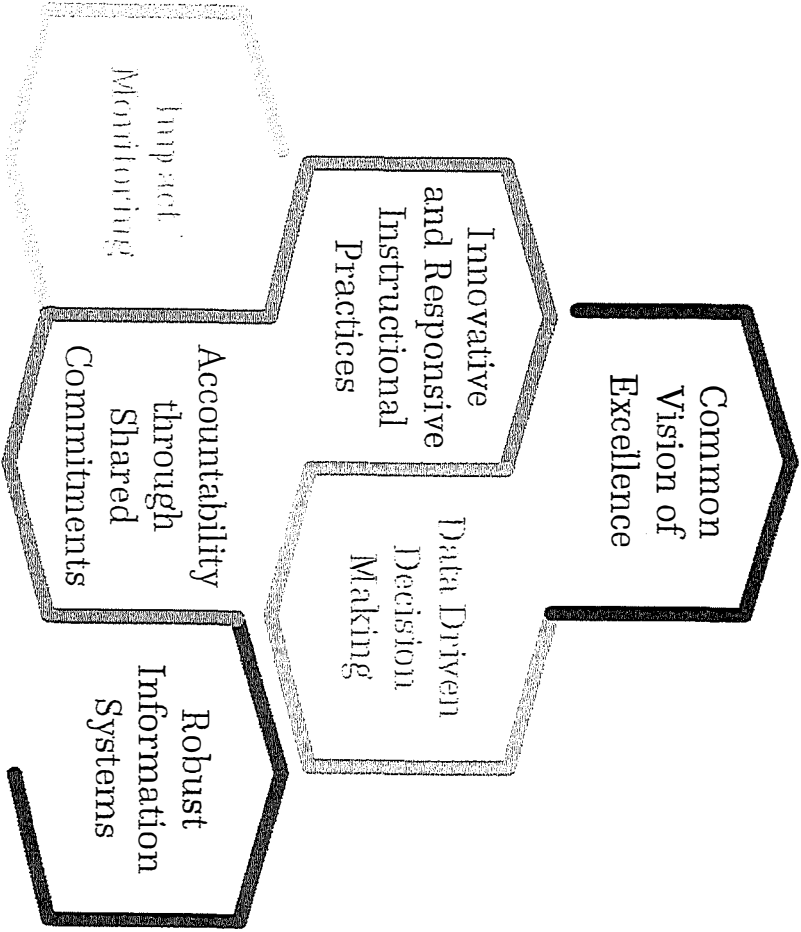 Common
Vision of
Excellence
Innovative
and Responsive
Instructional
Practices
Data Driven
Decision
Making
Impact
Monitoring
Accountability
through
Shared
Commitments
Robust
Information
Systems